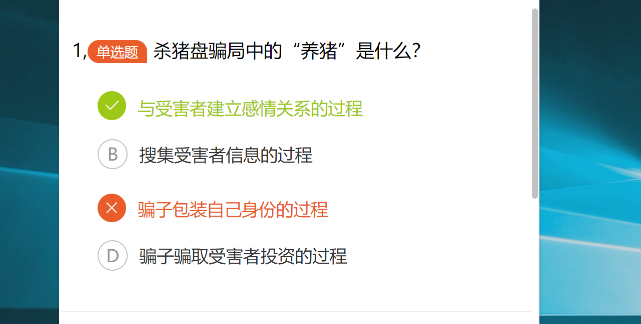 1,单选题 杀猪盘骗局中的“养猪”是什么？
与受害者建立感情关系的过程
B 搜集受害者信息的过程
骗子包装自己身份的过程
D 骗子骗取受害者投资的过程